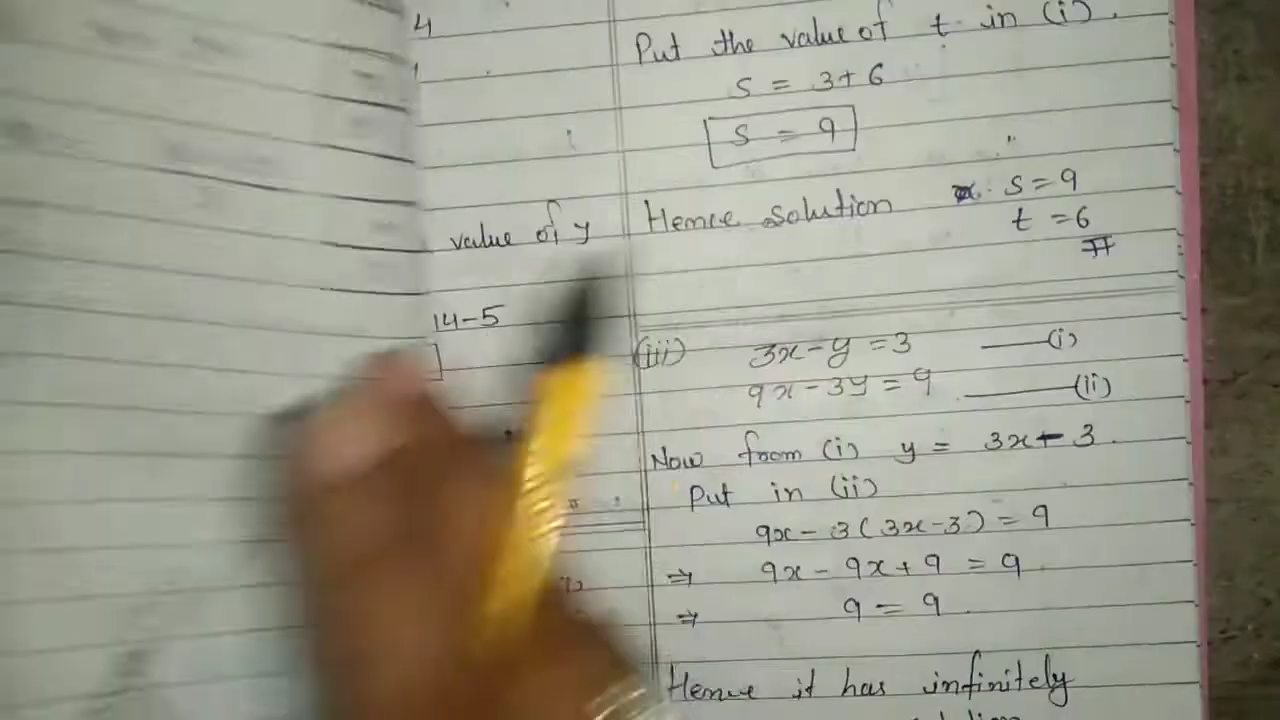 4
value of y
14-5
Put the value of t in (i).
S = 3+6
S = 9
Hence solution S = 9
t = 6
(iii) 3x-y = 3 —(i)
9x-3y = 9 —(ii)
Now from (i) y = 3x-3.
Put in (ii)
9x-3(3x-3) = 9
⇒ 9x-9x+9 = 9
⇒ 9 = 9
Hence it has infinitely